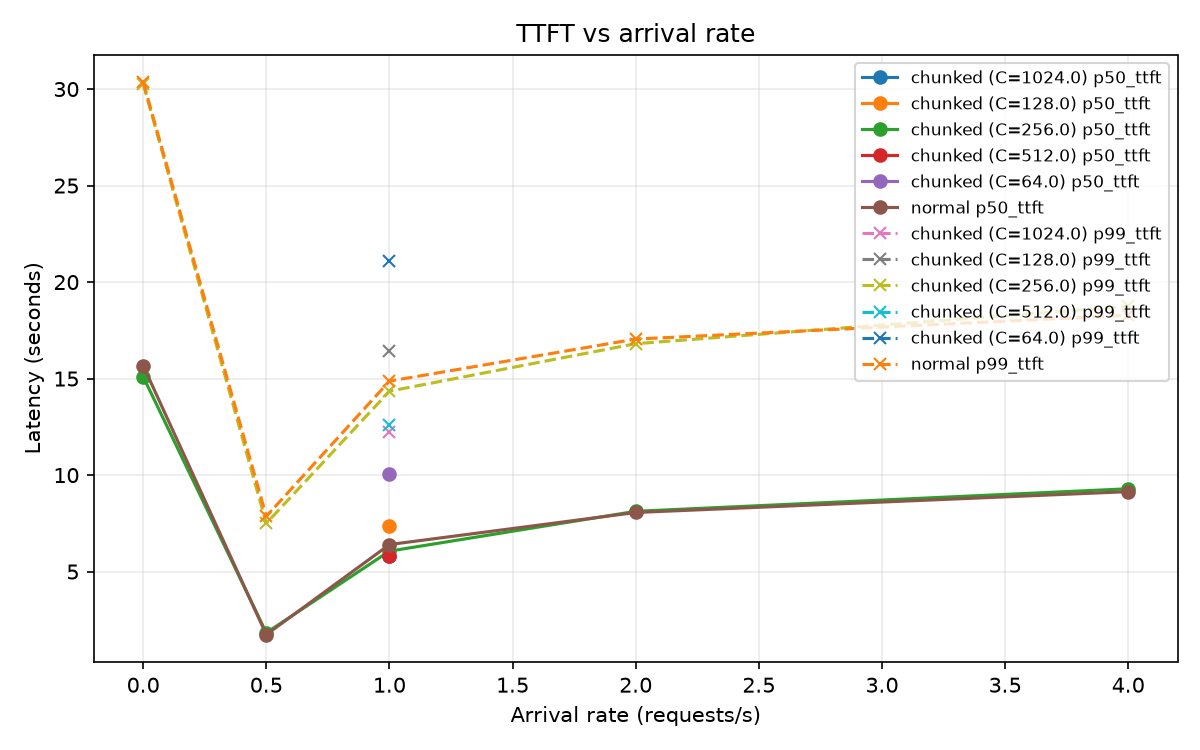 TTFT vs arrival rate
30
25
20
15
10
5
Latency (seconds)
chunked (C=1024.0) p50_ttft
chunked (C=128.0) p50_ttft
chunked (C=256.0) p50_ttft
chunked (C=512.0) p50_ttft
chunked (C=64.0) p50_ttft
normal p50_ttft
chunked (C=1024.0) p99_ttft
chunked (C=128.0) p99_ttft
chunked (C=256.0) p99_ttft
chunked (C=512.0) p99_ttft
chunked (C=64.0) p99_ttft
normal p99_ttft
0.0 0.5 1.0 1.5 2.0 2.5 3.0 3.5 4.0
Arrival rate (requests/s)